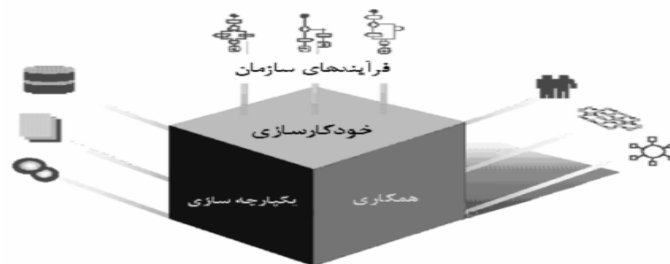 فرآیندهای سازمان
خودکارسازی
یکپارچه سازی
همکاری